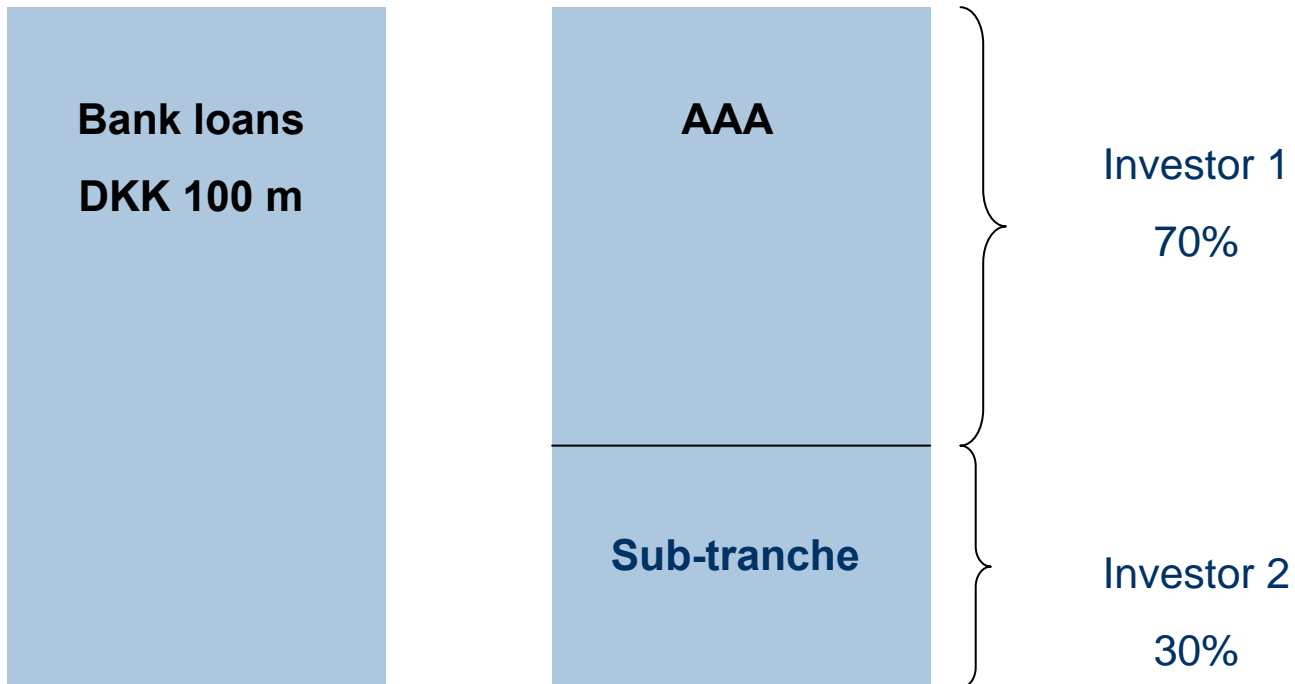 Bank loans
DKK 100 m
AAA
Investor 1
70%
Sub-tranche
Investor 2
30%